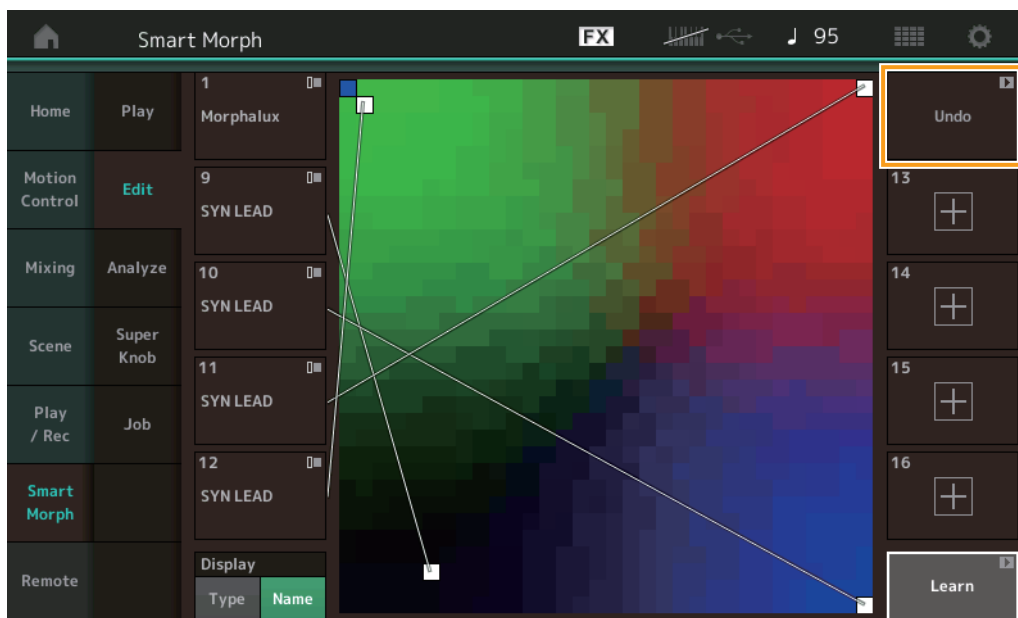 Smart Morph
FX
♩ 95
Home
Play
Motion
Control
Edit
Mixing
Analyze
Scene
Super
Knob
Play
/ Rec
Job
Smart
Morph
Remote
1
Morphalux
9
SYN LEAD
10
SYN LEAD
11
SYN LEAD
12
SYN LEAD
Display
Type Name
Undo
13
14
15
16
Learn